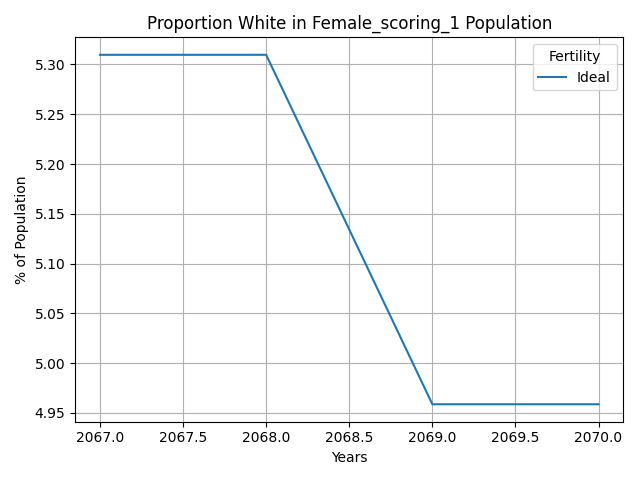 Proportion White in Female_scoring_1 Population
Fertility
Ideal
% of Population
5.30
5.25
5.20
5.15
5.10
5.05
5.00
4.95
2067.0 2067.5 2068.0 2068.5 2069.0 2069.5 2070.0
Years